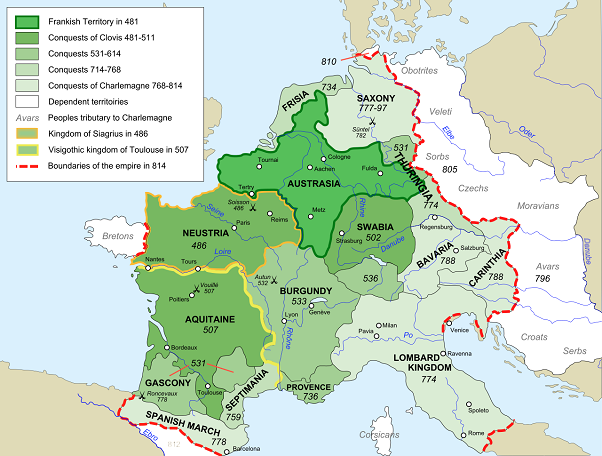 Frankish Territory in 481
Conquests of Clovis 481-511
Conquests 531-614
Conquests 714-768
Conquests of Charlemagne 768-814
Dependent territoiries
Avars Peoples tributary to Charlemagne
Kingdom of Siagrius in 486
Visigothic kingdom of Toulouse in 507
Boundaries of the empire in 814
810
Obotrites
734
FRISIA
SAXONY
777-97
Veleti
Elbe
Oder
Süntel
782
531
THURINGIA
Sorbs
805
Tournai
Cologne
Aachen
Fulda
AUSTRASIA
Czechs
Tertry
Soisson
486
Reims
Metz
Rhine
774
Moravians
Seine
Paris
NEUSTRIA
486
SWABIA
502
Strasburg
Danube
Regensburg
Bretons
Loire
Nantes
Tours
BAVARIA
788
Salzburg
CARINTHIA
788
Danube
Avars
796
Autun
532
536
Vouillé
507
Poitiers
BURGUNDY
533
Genève
AQUITAINE
507
Lyon
Rhône
Milan
Pavia
Po
Venice
Croats
Serbs
Bordeaux
531
Ravenna
LOMBARD
KINGDOM
774
GASCONY
Roncevaux
778
Toulouse
SEPTIMANIA
759
PROVENCE
736
SPANISH MARCH
778
Ebro
K12
Barcelona
Corsicans
Spoleto
Rome